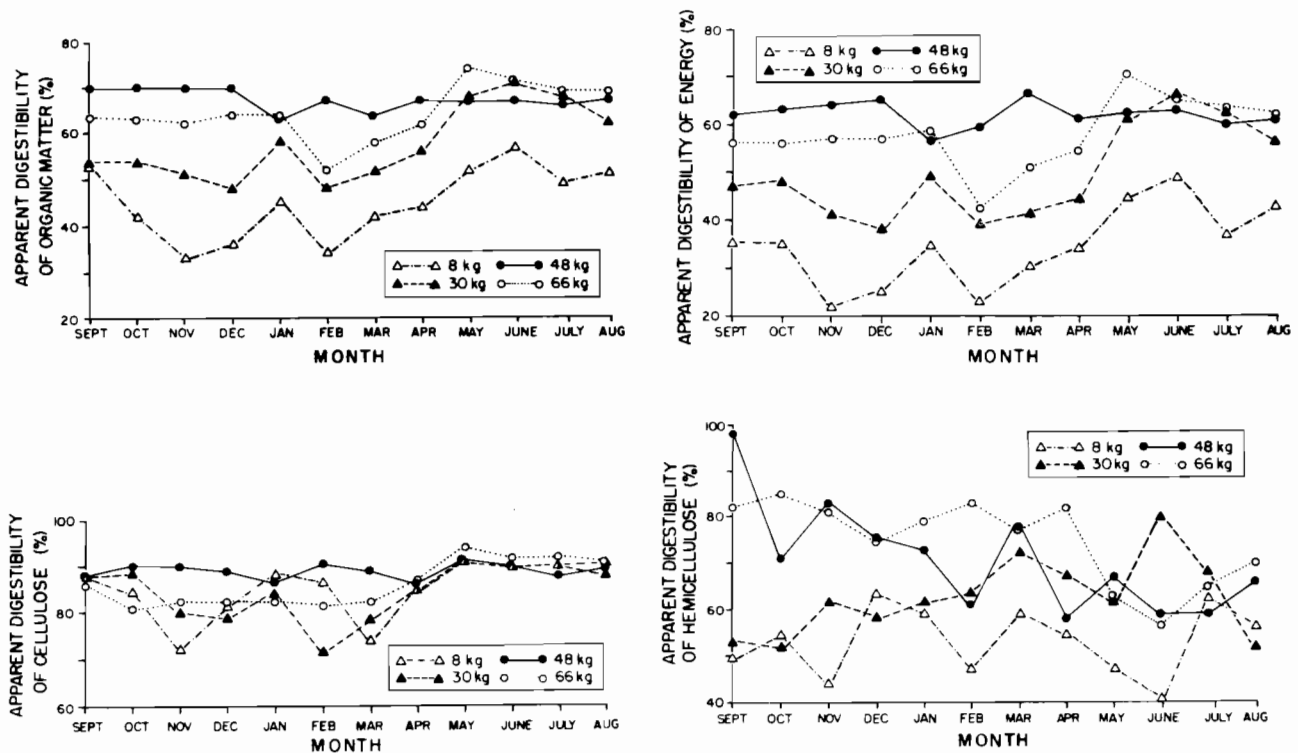 APPARENT DIGESTIBILITY
OF ORGANIC MATTER (%)
80
60
40
20
8 kg 48 kg
30 kg 66 kg
SEPT OCT NOV DEC JAN FEB MAR APR MAY JUNE JULY AUG
MONTH
APPARENT DIGESTIBILITY OF ENERGY (%)
80
60
40
20
8 kg 48 kg
30 kg 66 kg
SEPT OCT NOV DEC JAN FEB MAR APR MAY JUNE JULY AUG
MONTH
APPARENT DIGESTIBILITY
OF CELLULOSE (%)
100
80
60
8 kg 48 kg
30 kg 66 kg
SEPT OCT NOV DEC JAN FEB MAR APR MAY JUNE JULY AUG
MONTH
APPARENT DIGESTIBILITY
OF HEMICELLULOSE (%)
100
80
60
40
8 kg 48 kg
30 kg 66 kg
SEPT OCT NOV DEC JAN FEB MAR APR MAY JUNE JULY AUG
MONTH